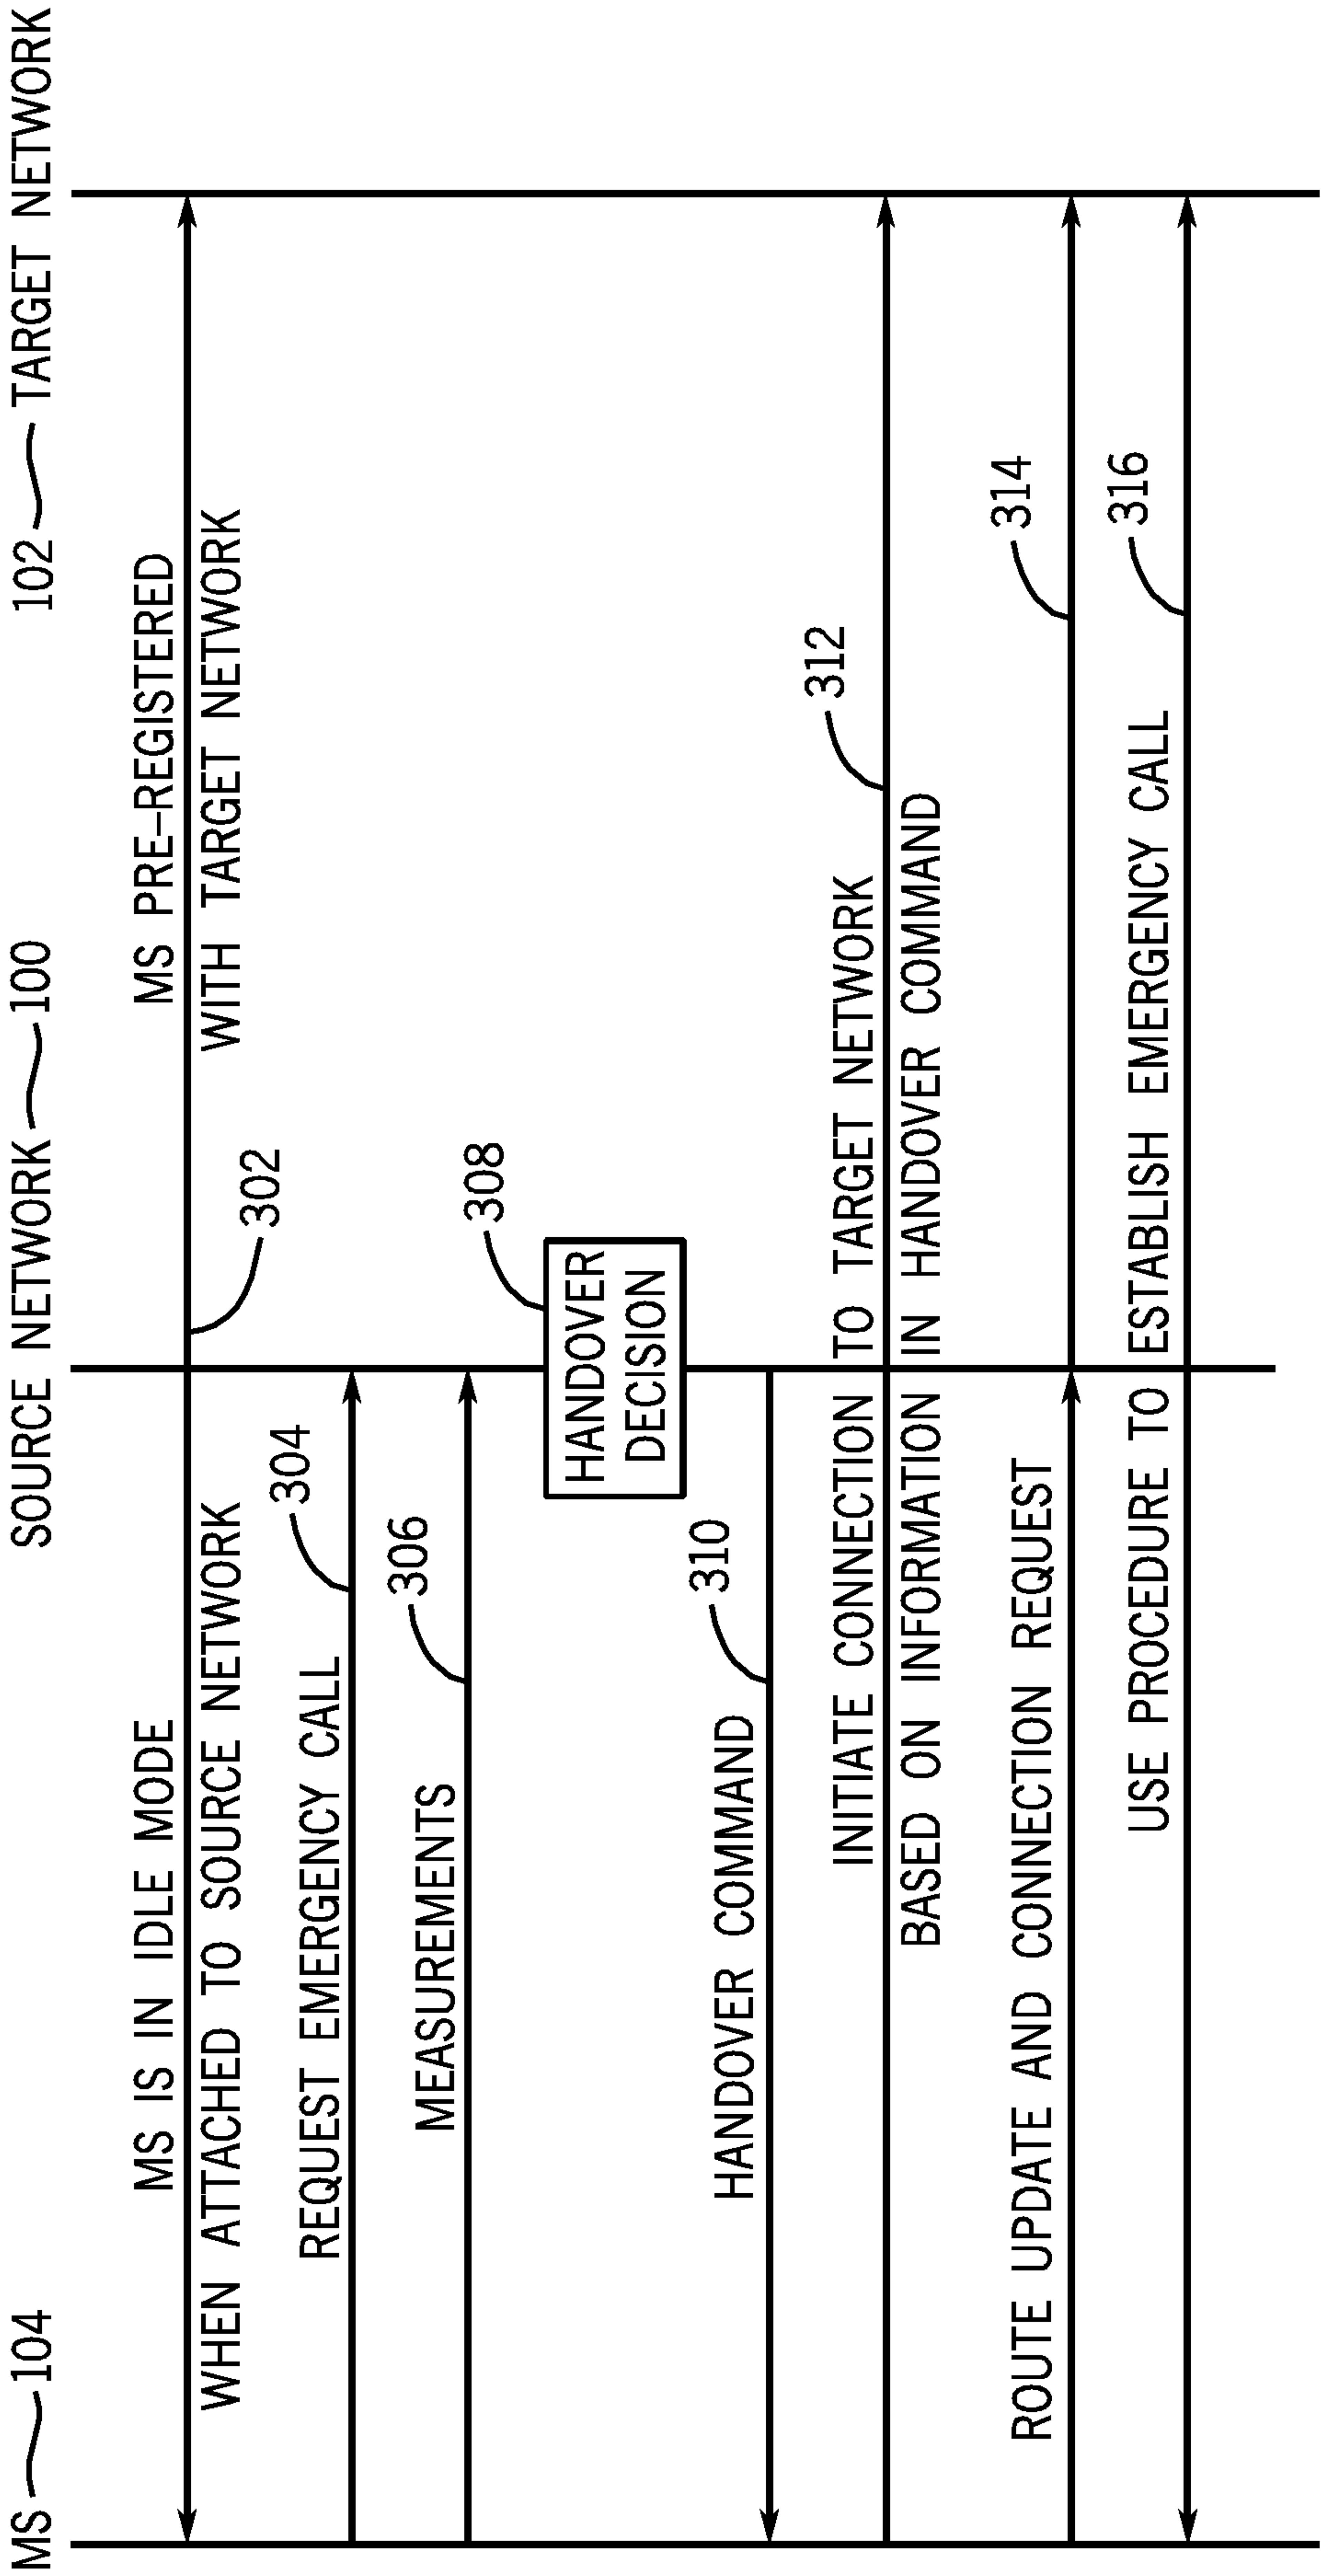 MS 104
SOURCE NETWORK 100
102 TARGET NETWORK
MS IS IN IDLE MODE
WHEN ATTACHED TO SOURCE NETWORK
MS PRE-REGISTERED
WITH TARGET NETWORK
302
REQUEST EMERGENCY CALL
304
MEASUREMENTS
306
308
HANDOVER
DECISION
HANDOVER COMMAND
310
INITIATE CONNECTION TO TARGET NETWORK
BASED ON INFORMATION IN HANDOVER COMMAND
312
ROUTE UPDATE AND CONNECTION REQUEST
314
USE PROCEDURE TO ESTABLISH EMERGENCY CALL
316